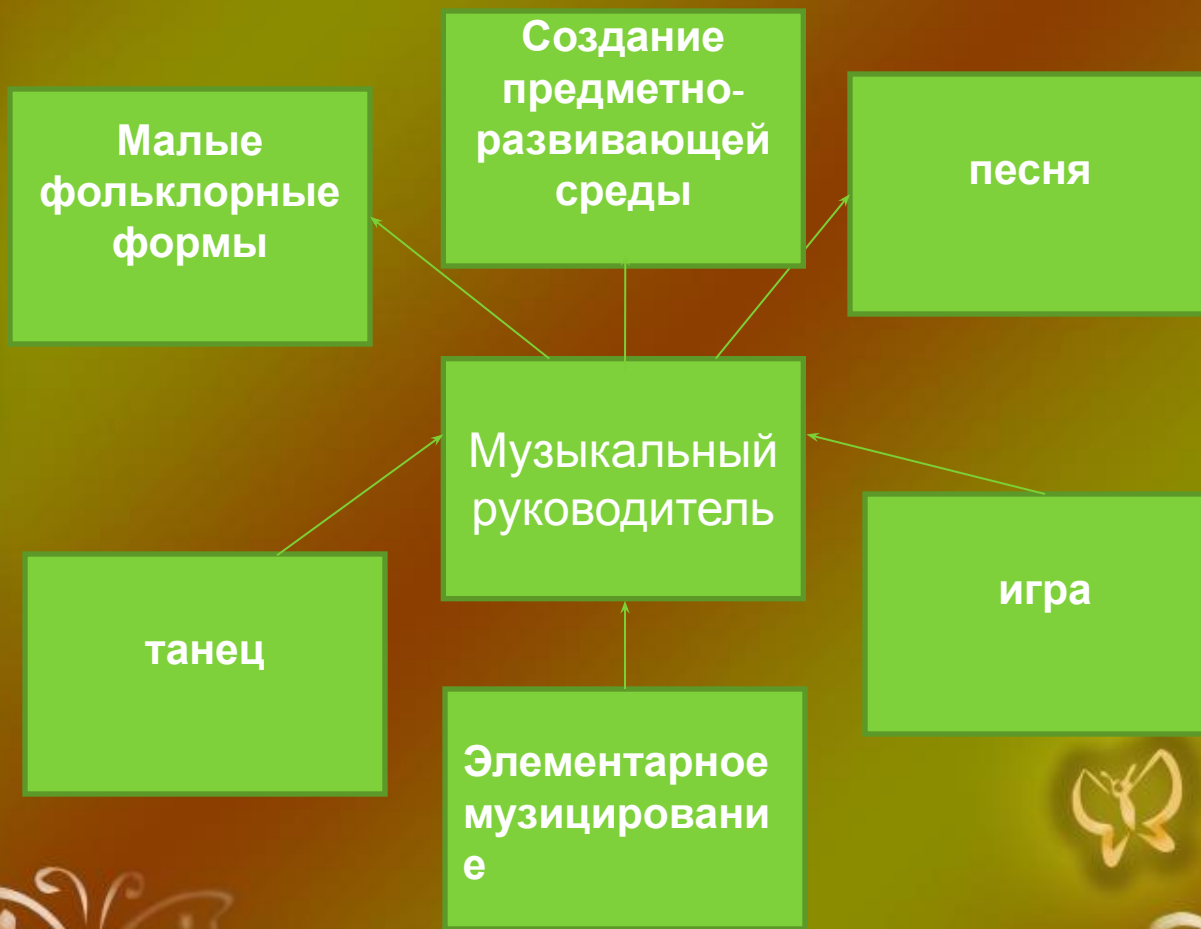 Создание
предметно-
развивающей
среды
Малые
фольклорные
формы
песня
Музыкальный
руководитель
игра
танец
Элементарное
музицировани
е